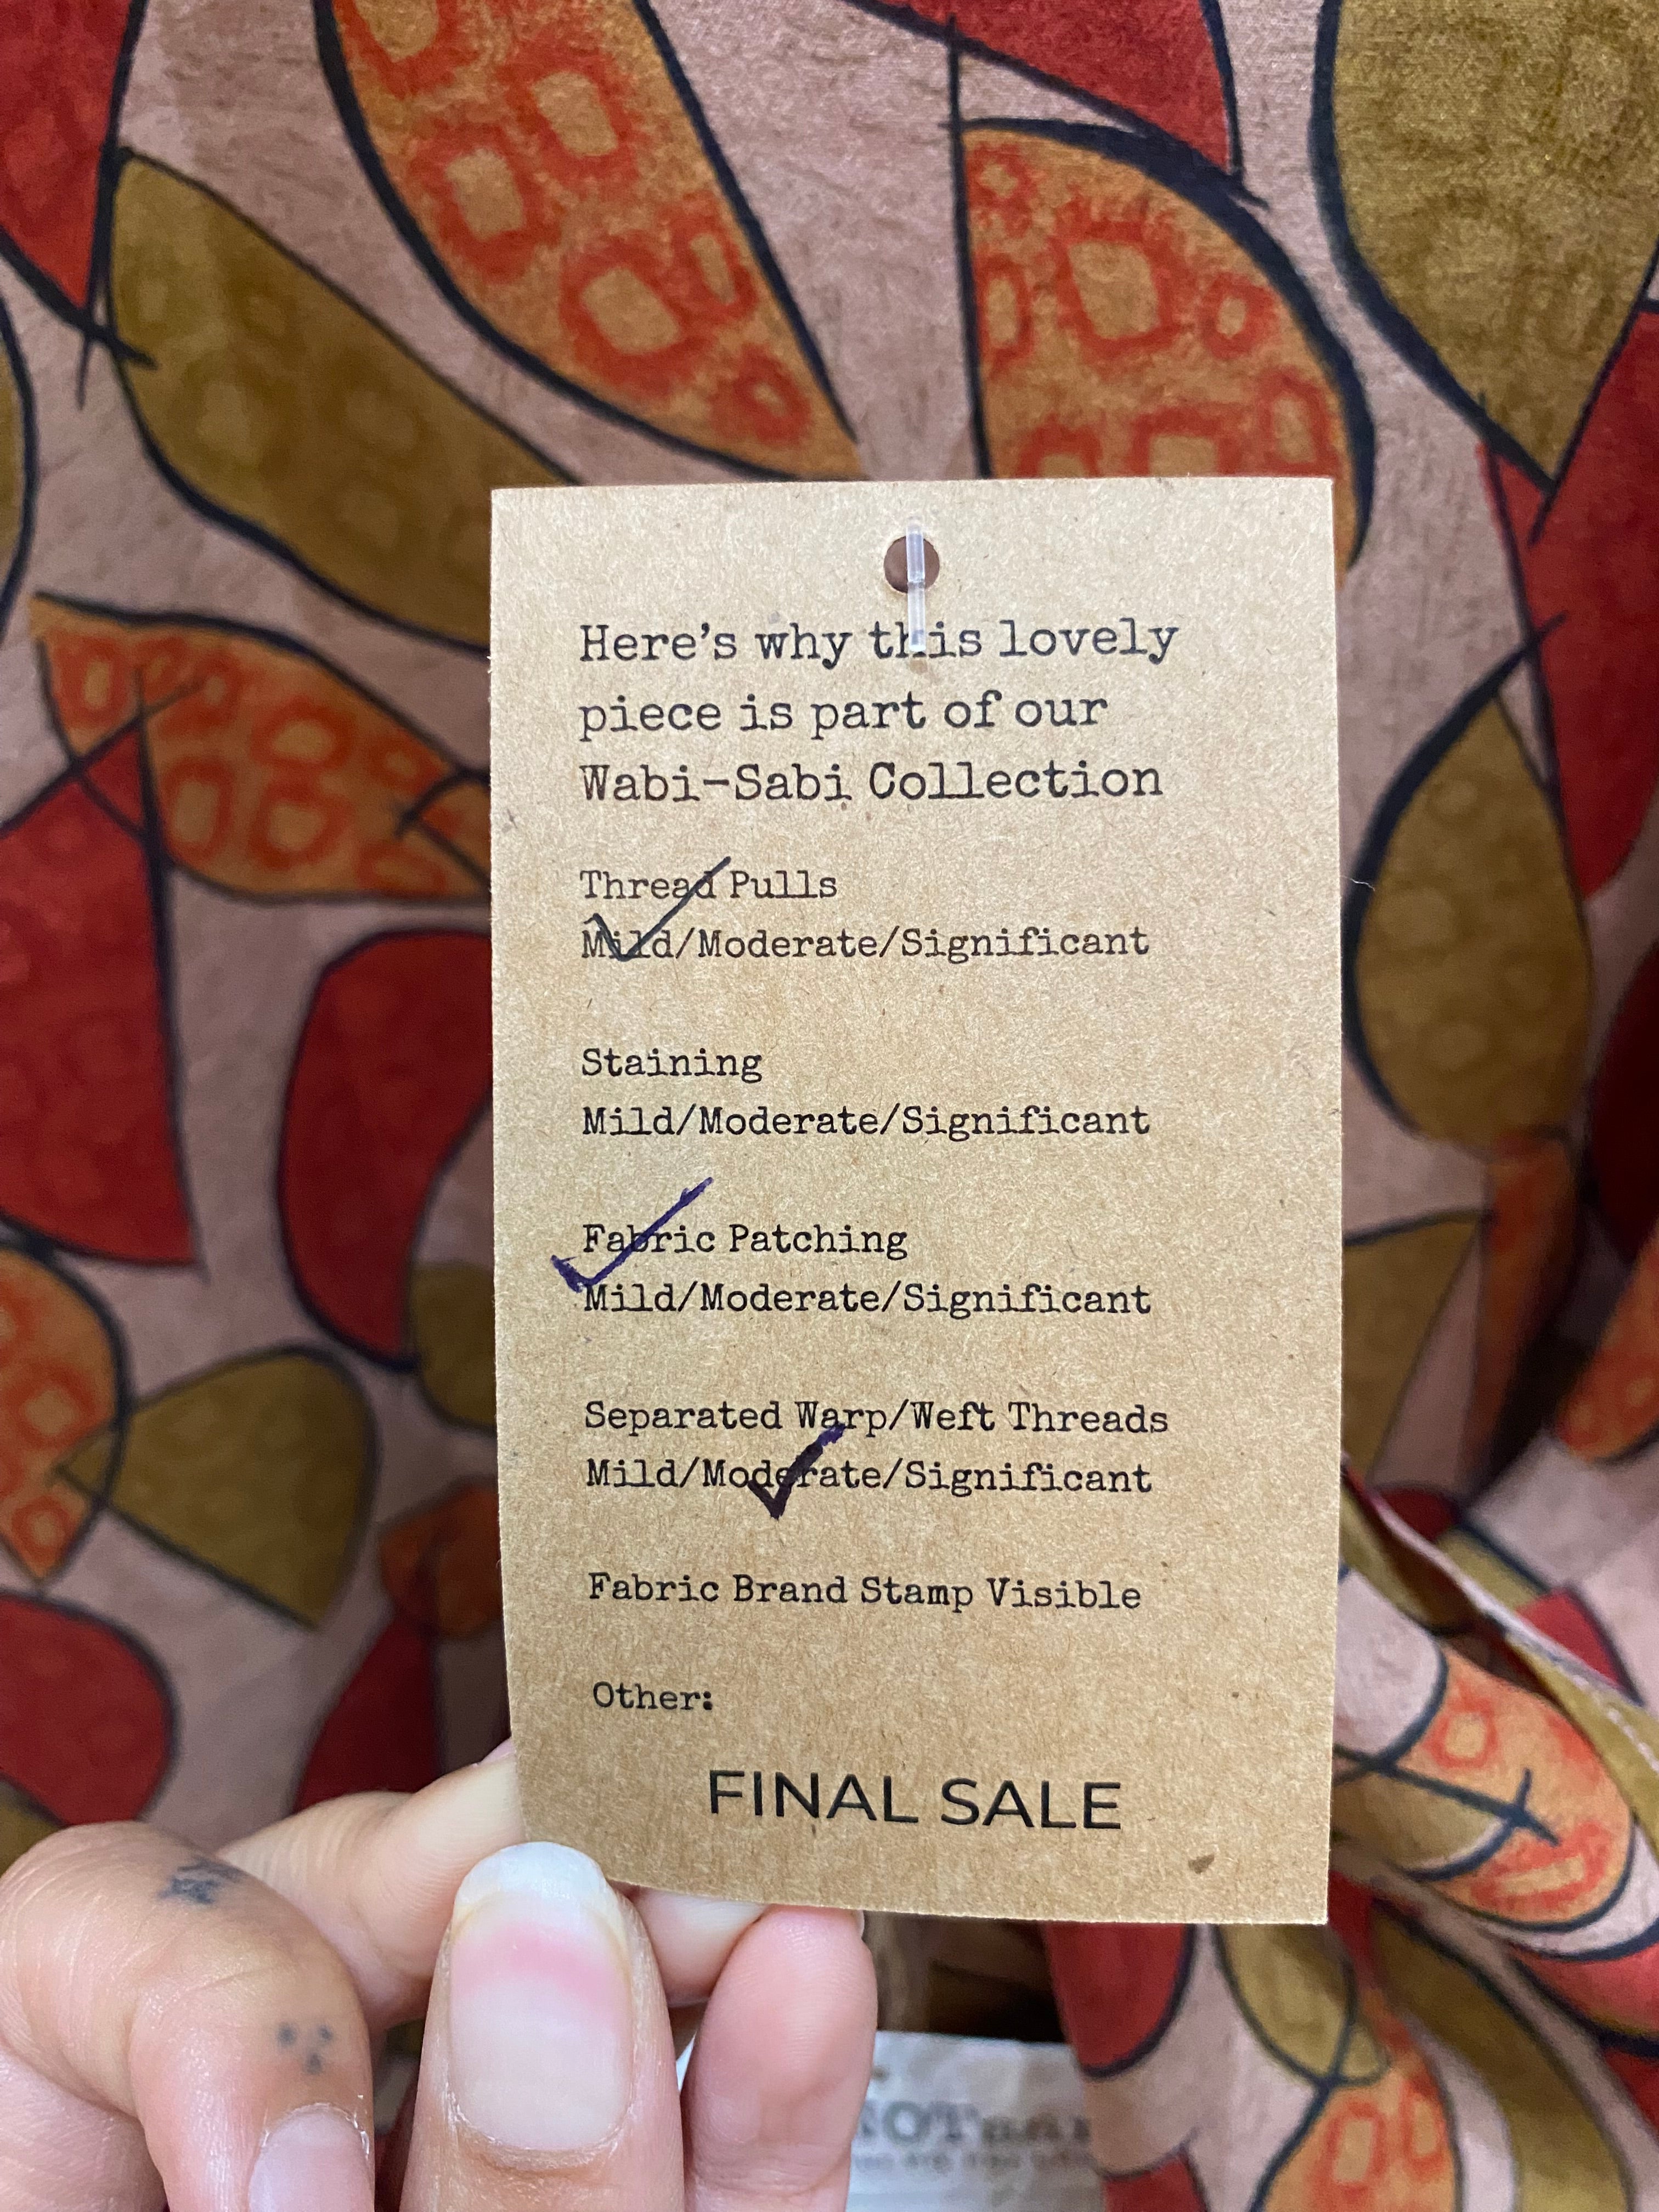 Here's why this lovely
piece is part of our
Wabi-Sabi Collection
Thread Pulls
Mild/Moderate/Significant
Staining
Mild/Moderate/Significant
Fabric Patching
Mild/Moderate/Significant
Separated Warp/Weft Threads
Mild/Moderate/Significant
Fabric Brand Stamp Visible
Other:
FINAL SALE